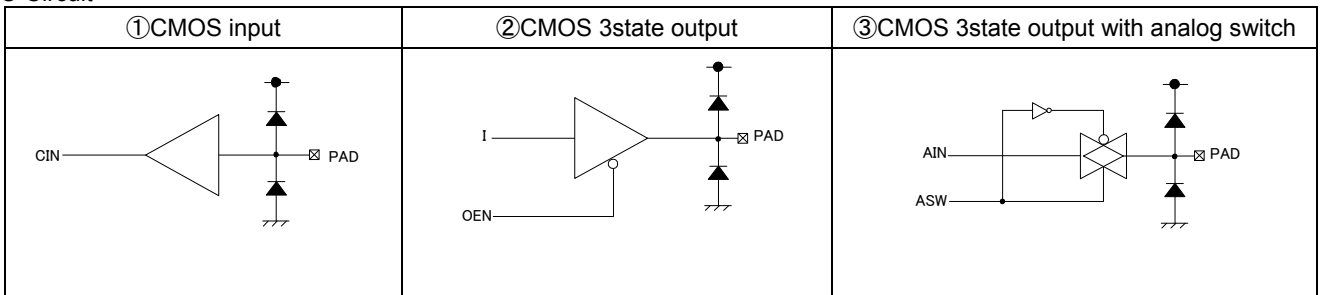 ①CMOS input
②CMOS 3state output
③CMOS 3state output with analog switch
CIN
PAD
I
OEN
PAD
AIN
ASW
PAD